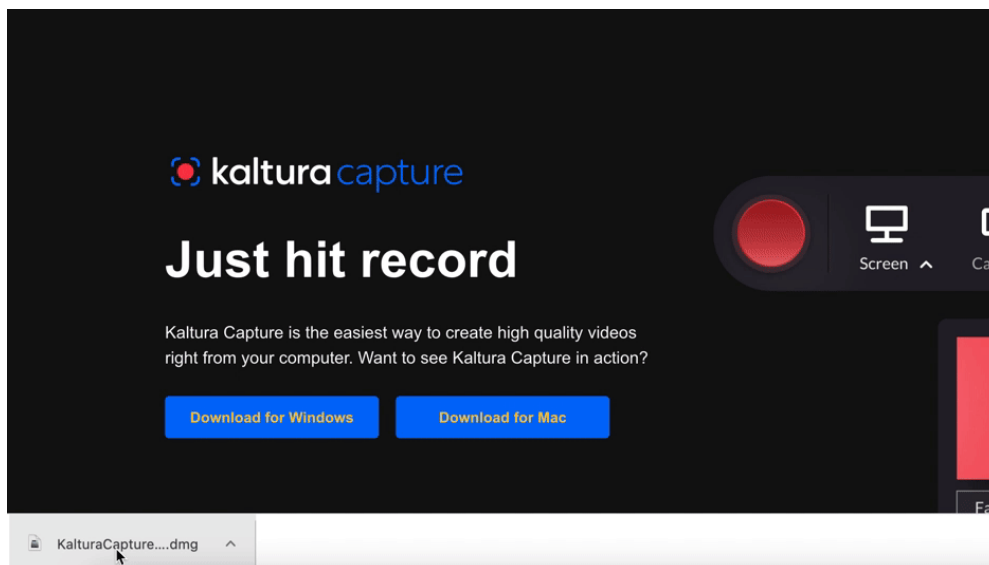 kaltura capture
Just hit record
Screen
Kaltura Capture is the easiest way to create high quality videos
right from your computer. Want to see Kaltura Capture in action?
Download for Windows
Download for Mac
KalturaCapture....dmg